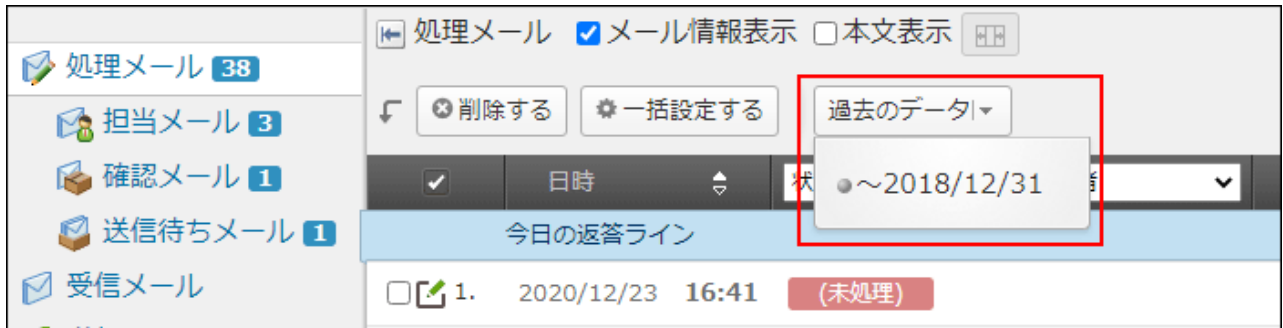 処理メール 38
担当メール 3
確認メール 1
送信待ちメール 1
受信メール
処理メール メール情報表示 本文表示
削除する 一括設定する 過去のデータ
～2018/12/31
日時 状 者
今日の返答ライン
1. 2020/12/23 16:41 (未処理)